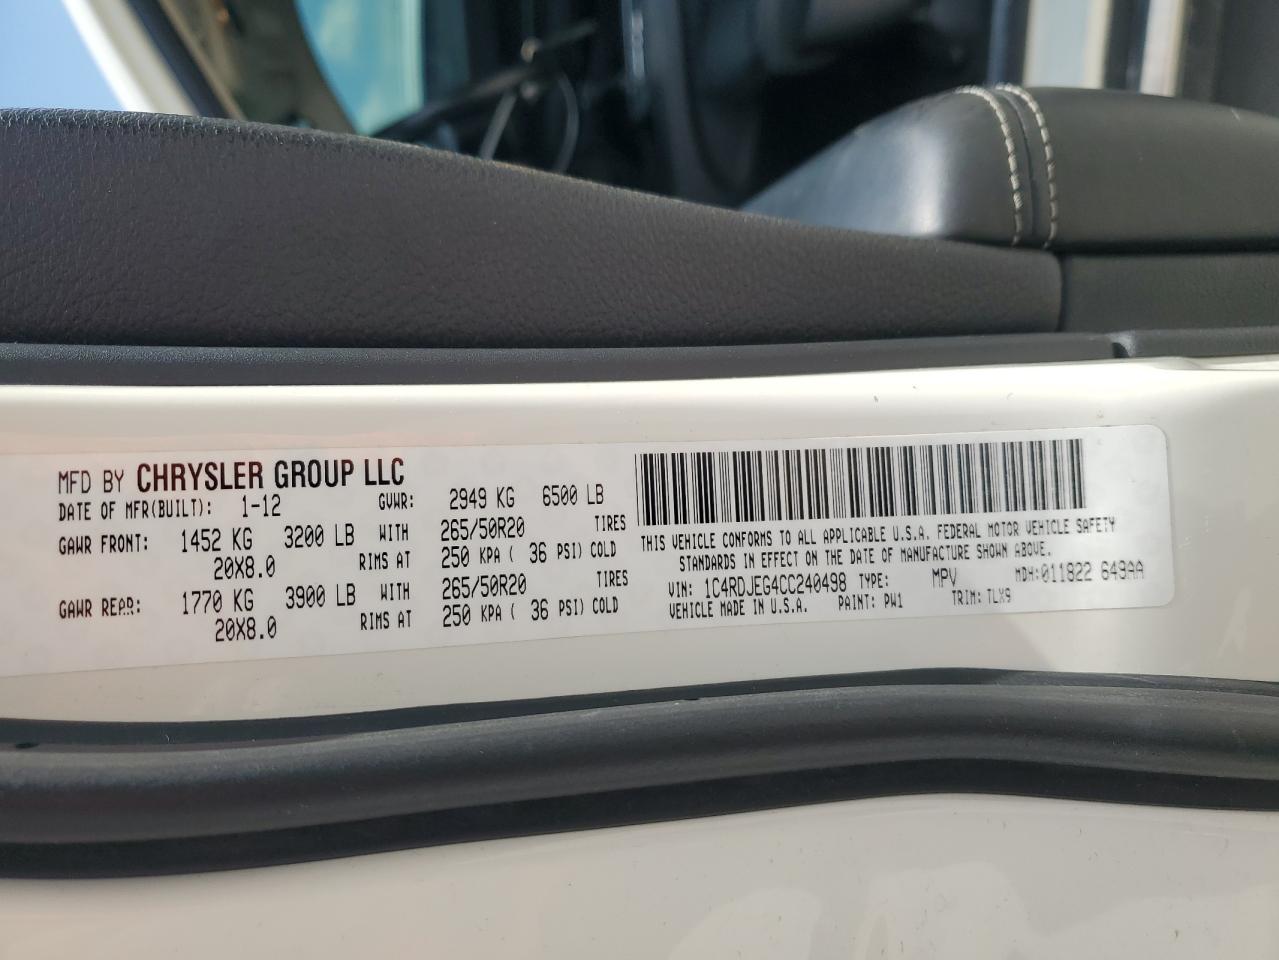 MFD BY CHRYSLER GROUP LLC
DATE OF MFR(BUILT): 1-12 GVWR: 2949 KG 6500 LB
GAWR FRONT: 1452 KG 3200 LB WITH 265/50R20 TIRES
20X8.0 RIMS AT 250 KPA ( 36 PSI) COLD
GAWR REAR: 1770 KG 3900 LB WITH 265/50R20 TIRES
20X8.0 RIMS AT 250 KPA ( 36 PSI) COLD
THIS VEHICLE CONFORMS TO ALL APPLICABLE U.S.A. FEDERAL MOTOR VEHICLE SAFETY
STANDARDS IN EFFECT ON THE DATE OF MANUFACTURE SHOWN ABOVE.
VIN: 1C4RDJEG4CC240498 TYPE: MPV MDH:011822 649AA
VEHICLE MADE IN U.S.A. PAINT: PW1 TRIM: TLX9